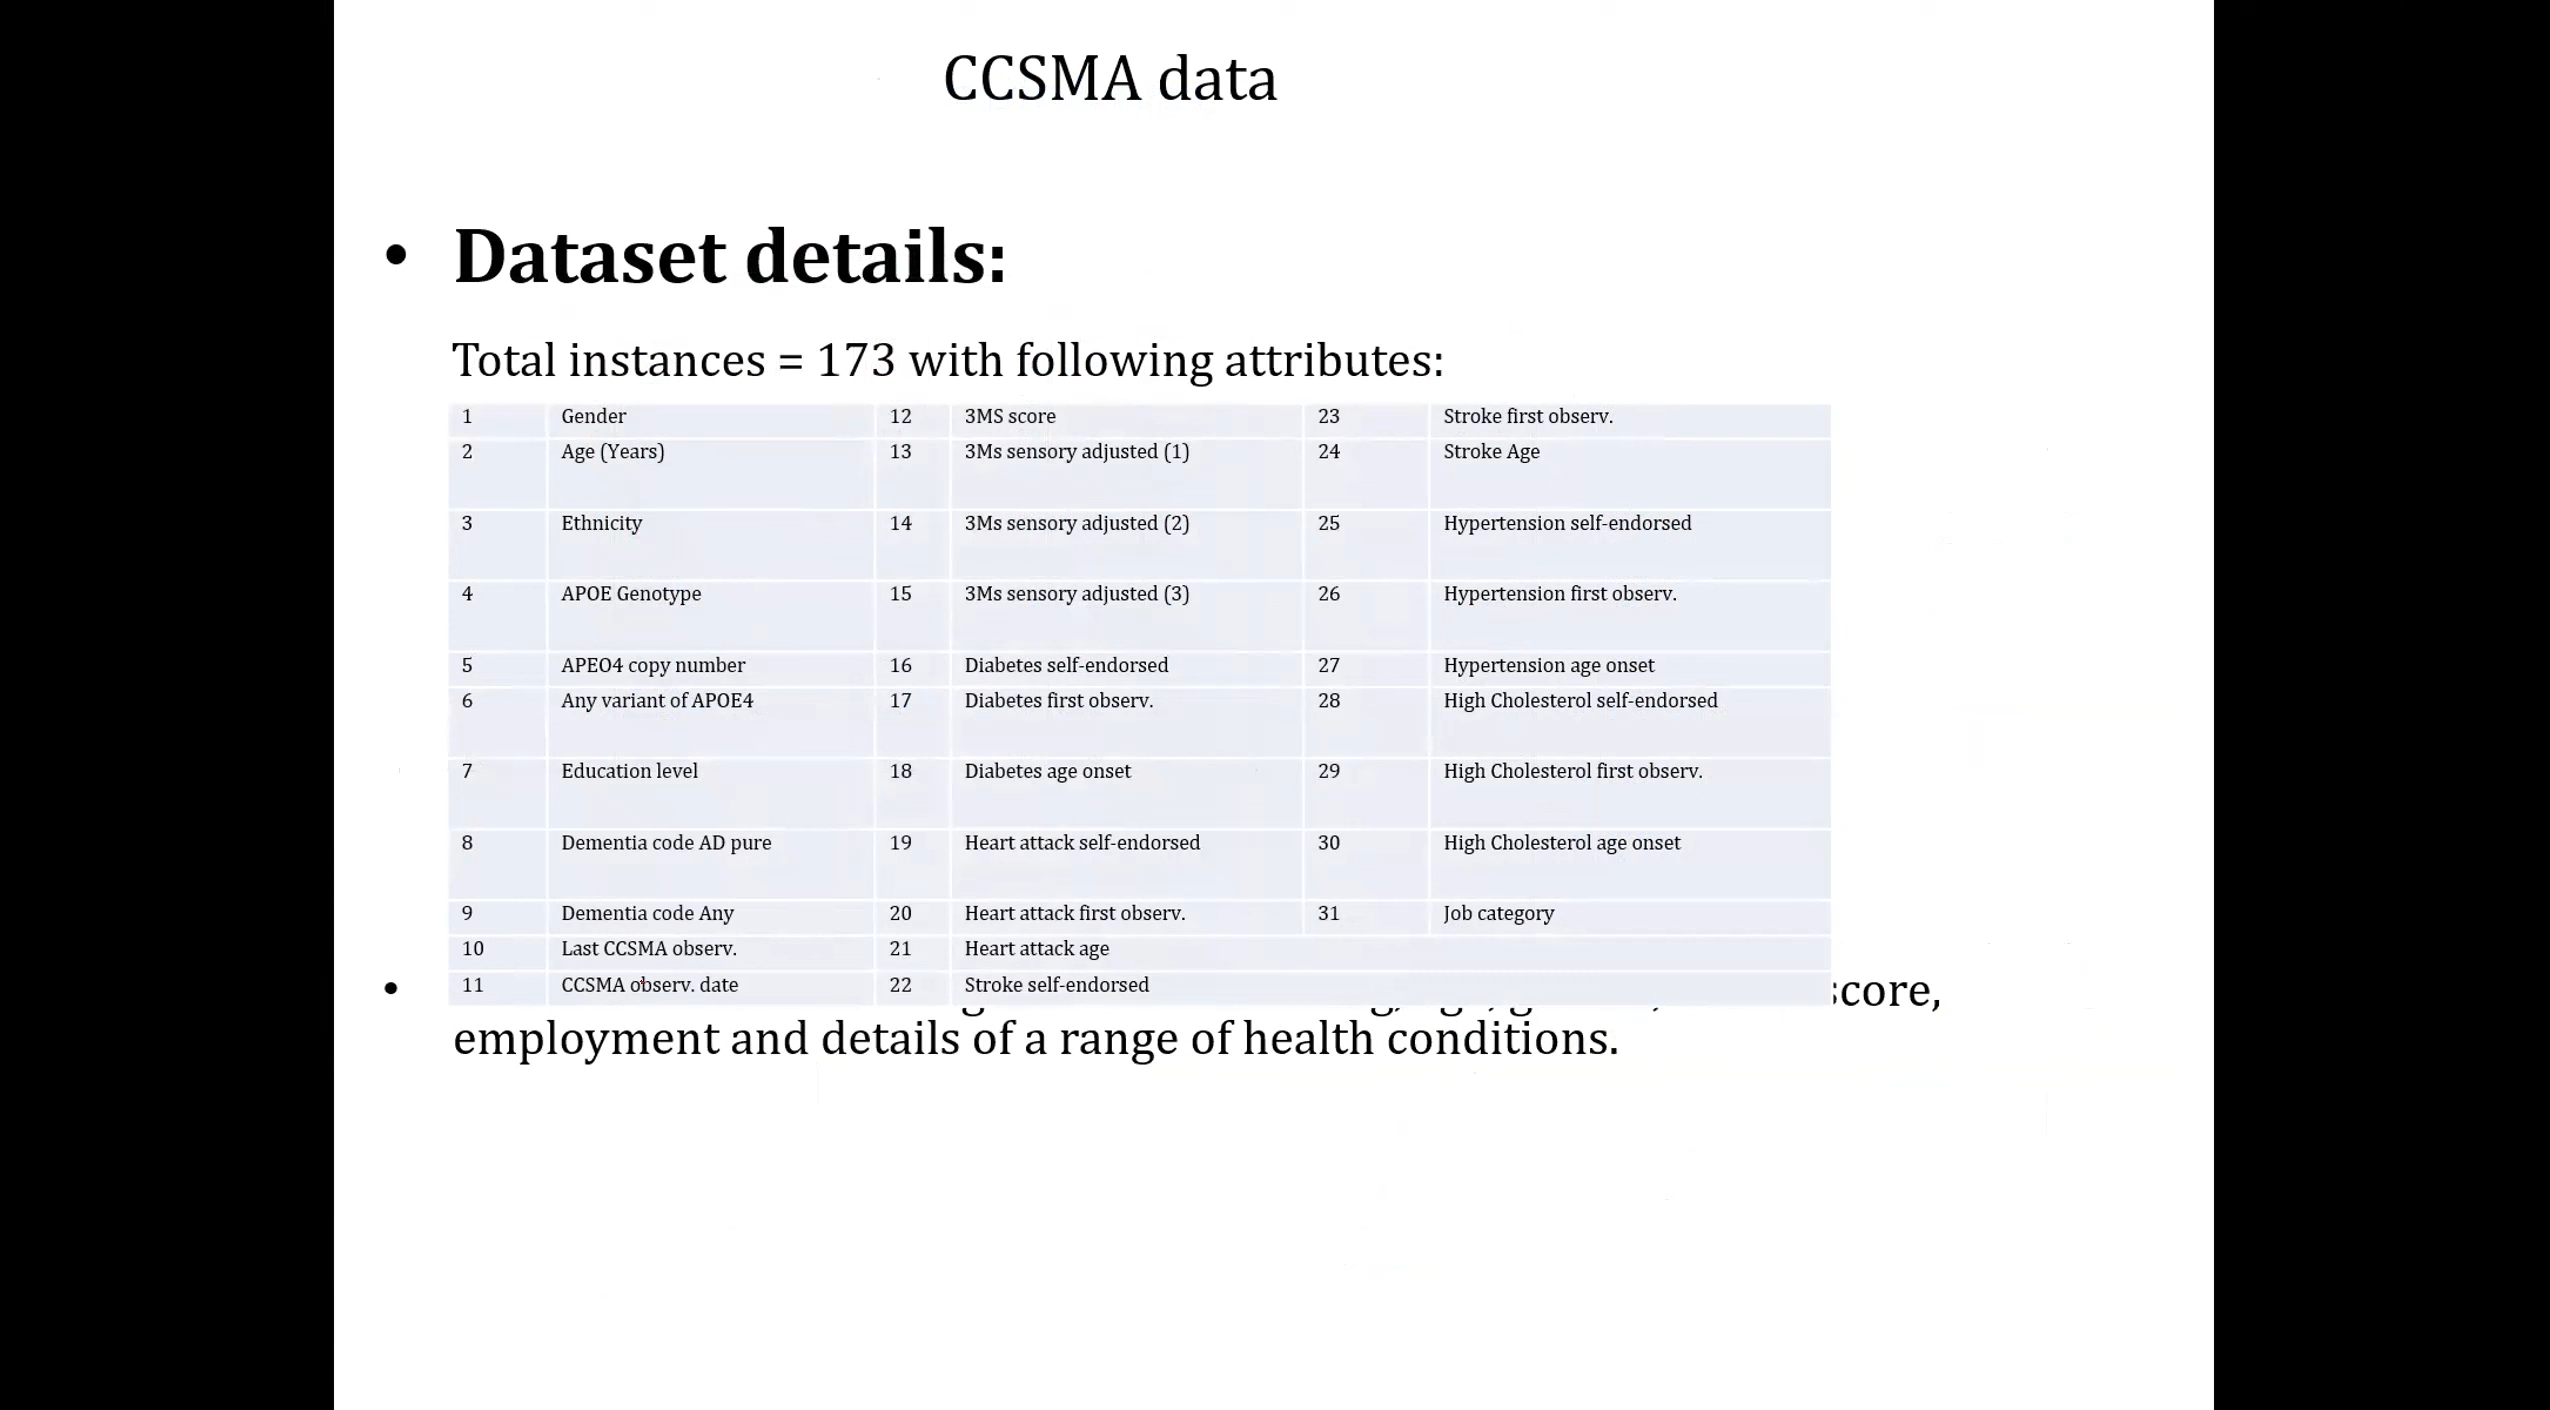 CCSMA data
• Dataset details:
Total instances = 173 with following attributes:
1 Gender 12 3MS score 23 Stroke first observ.
2 Age (Years) 13 3Ms sensory adjusted (1) 24 Stroke Age
3 Ethnicity 14 3Ms sensory adjusted (2) 25 Hypertension self-endorsed
4 APOE Genotype 15 3Ms sensory adjusted (3) 26 Hypertension first observ.
5 APEO4 copy number 16 Diabetes self-endorsed 27 Hypertension age onset
6 Any variant of APOE4 17 Diabetes first observ. 28 High Cholesterol self-endorsed
7 Education level 18 Diabetes age onset 29 High Cholesterol first observ.
8 Dementia code AD pure 19 Heart attack self-endorsed 30 High Cholesterol age onset
9 Dementia code Any 20 Heart attack first observ. 31 Job category
10 Last CCSMA observ. 21 Heart attack age
11 CCSMA observ. date 22 Stroke self-endorsed
• score,
employment and details of a range of health conditions.